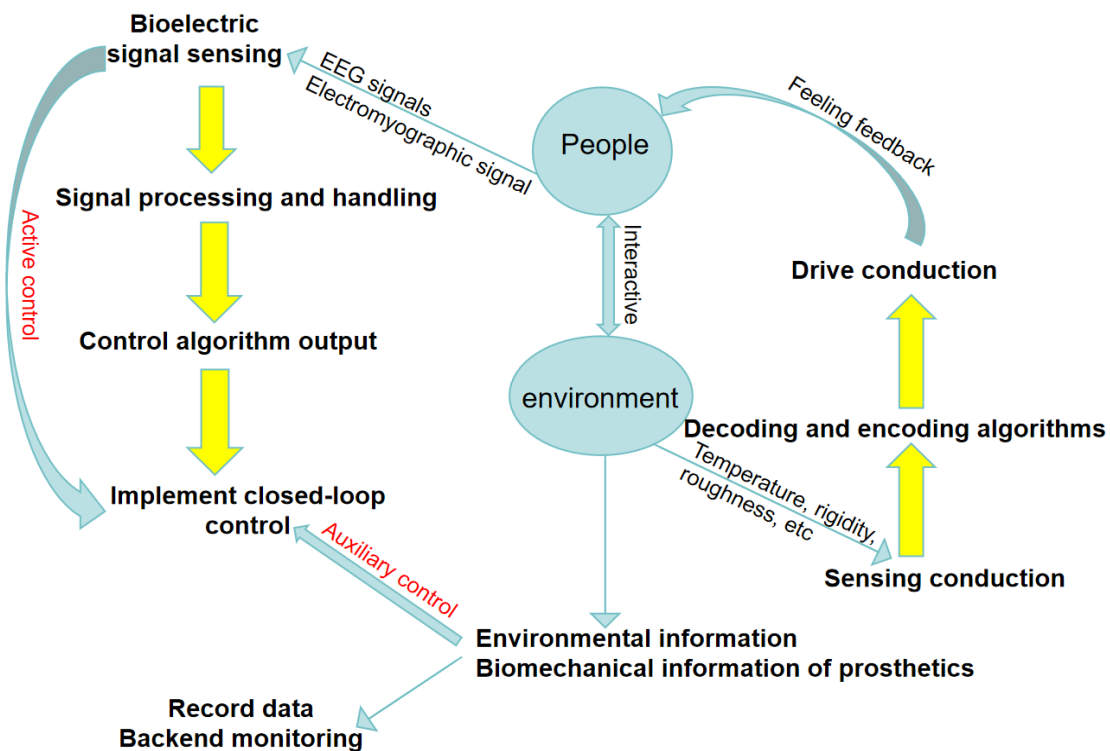 Bioelectric
signal sensing
EEG signals
Electromyographic signal
People
Feeling feedback
Signal processing and handling
Active control
Interactive
Drive conduction
Control algorithm output
environment
Decoding and encoding algorithms
Temperature, rigidity,
roughness, etc
Implement closed-loop
control
Auxiliary control
Sensing conduction
Environmental information
Biomechanical information of prosthetics
Record data
Backend monitoring